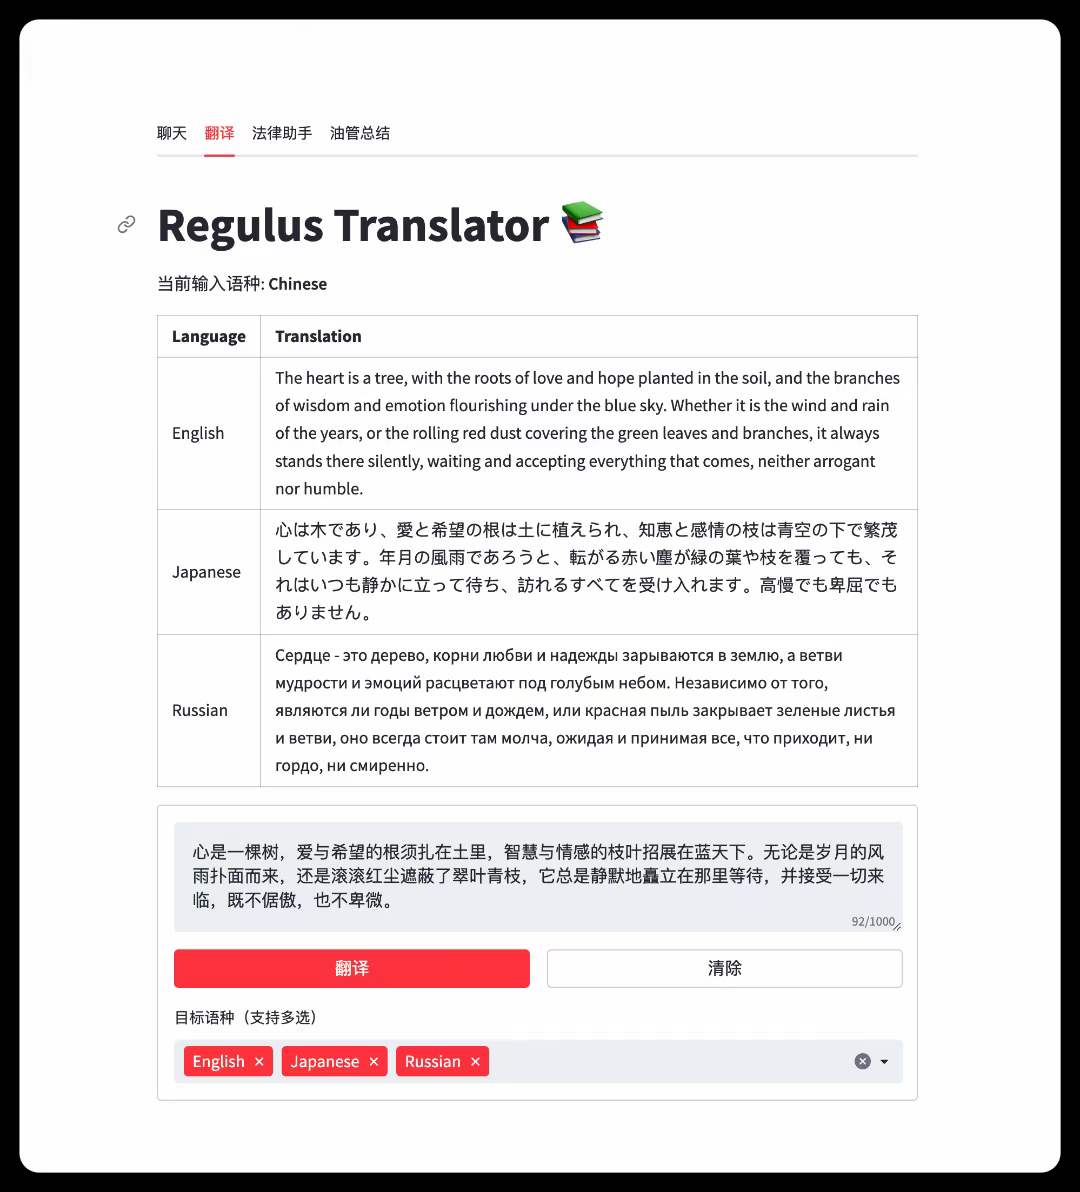 聊天 翻译 法律助手 油管总结
Regulus Translator
当前输入语种: Chinese
Language Translation
The heart is a tree, with the roots of love and hope planted in the soil, and the branches
of wisdom and emotion flourishing under the blue sky. Whether it is the wind and rain
English
of the years, or the rolling red dust covering the green leaves and branches, it always
stands there silently, waiting and accepting everything that comes, neither arrogant
nor humble.
心は木であり、愛と希望の根は土に植えられ、知恵と感情の枝は青空の下で繁茂
しています。年月の風雨であろうと、転がる赤い塵が緑の葉や枝を覆っても、そ
Japanese
れはいつも静かに立って待ち、訪れるすべてを受け入れます。高慢でも卑屈でも
ありません。
Сердце - это дерево, корни любви и надежды зарываются в землю, а ветви
мудрости и эмоций расцветают под голубым небом. Независимо от того,
Russian
являются ли годы ветром и дождем, или красная пыль закрывает зеленые листья
и ветви, оно всегда стоит там молча, ожидая и принимая все, что приходит, ни
гордо, ни смиренно.
心是一棵树，爱与希望的根须扎在土里，智慧与情感的枝叶招展在蓝天下。无论是岁月的风
雨扑面而来，还是滚滚红尘遮蔽了翠叶青枝，它总是静默地矗立在那里等待，并接受一切来
临，既不倨傲，也不卑微。
92/1000
翻译 清除
目标语种（支持多选）
English × Japanese × Russian ×